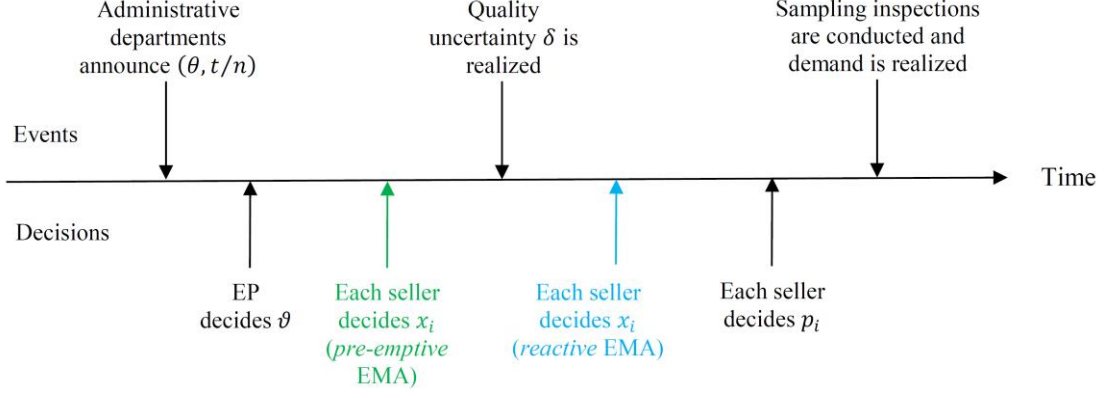 Administrative
departments
announce (θ, t/n)
Quality
uncertainty δ is
realized
Sampling inspections
are conducted and
demand is realized
Events
Time
Decisions
EP
decides ϑ
Each seller
decides xᵢ
(pre-emptive
EMA)
Each seller
decides xᵢ
(reactive EMA)
Each seller
decides pᵢ